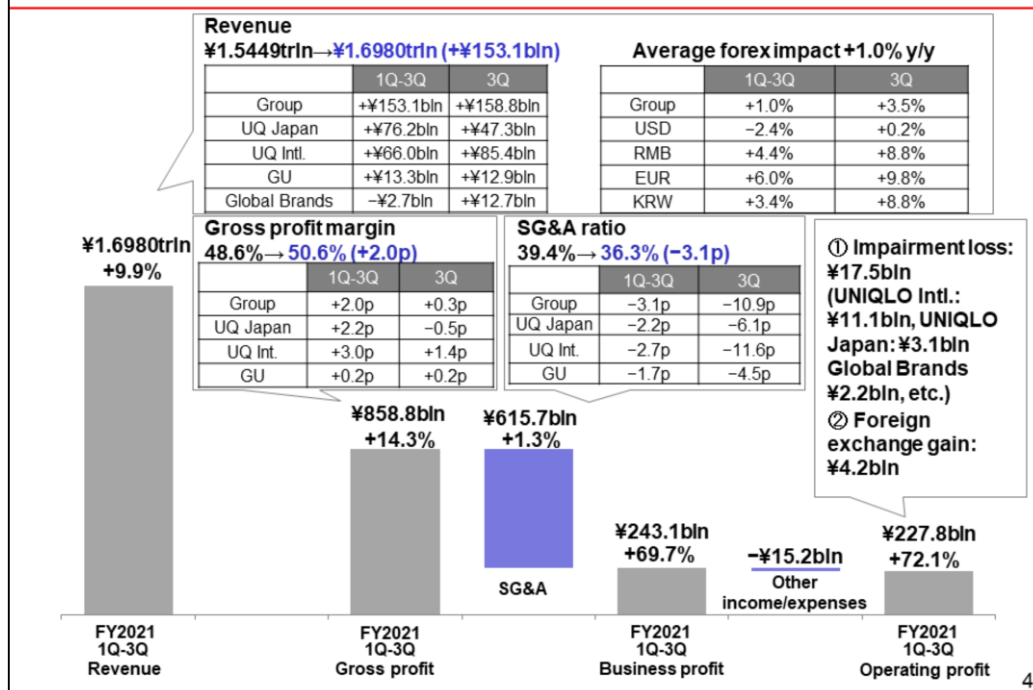 Revenue
¥1.5449trln→¥1.6980trln (+¥153.1bln)
1Q-3Q 3Q
Group +¥153.1bln +¥158.8bln
UQ Japan +¥76.2bln +¥47.3bln
UQ Intl. +¥66.0bln +¥85.4bln
GU +¥13.3bln +¥12.9bln
Global Brands −¥2.7bln +¥12.7bln
Average forex impact +1.0% y/y
1Q-3Q 3Q
Group +1.0% +3.5%
USD −2.4% +0.2%
RMB +4.4% +8.8%
EUR +6.0% +9.8%
KRW +3.4% +8.8%
Gross profit margin
48.6%→50.6% (+2.0p)
1Q-3Q 3Q
Group +2.0p +0.3p
UQ Japan +2.2p −0.5p
UQ Int. +3.0p +1.4p
GU +0.2p +0.2p
SG&A ratio
39.4%→36.3% (−3.1p)
1Q-3Q 3Q
Group −3.1p −10.9p
UQ Japan −2.2p −6.1p
UQ Int. −2.7p −11.6p
GU −1.7p −4.5p
① Impairment loss:
¥17.5bln
(UNIQLO Intl.:
¥11.1bln, UNIQLO
Japan: ¥3.1bln
Global Brands
¥2.2bln, etc.)
② Foreign
exchange gain:
¥4.2bln
¥1.6980trln
+9.9%
¥858.8bln
+14.3%
¥615.7bln
+1.3%
SG&A
¥243.1bln
+69.7%
−¥15.2bln
Other
income/expenses
¥227.8bln
+72.1%
FY2021
1Q-3Q
Revenue
FY2021
1Q-3Q
Gross profit
FY2021
1Q-3Q
Business profit
FY2021
1Q-3Q
Operating profit
4